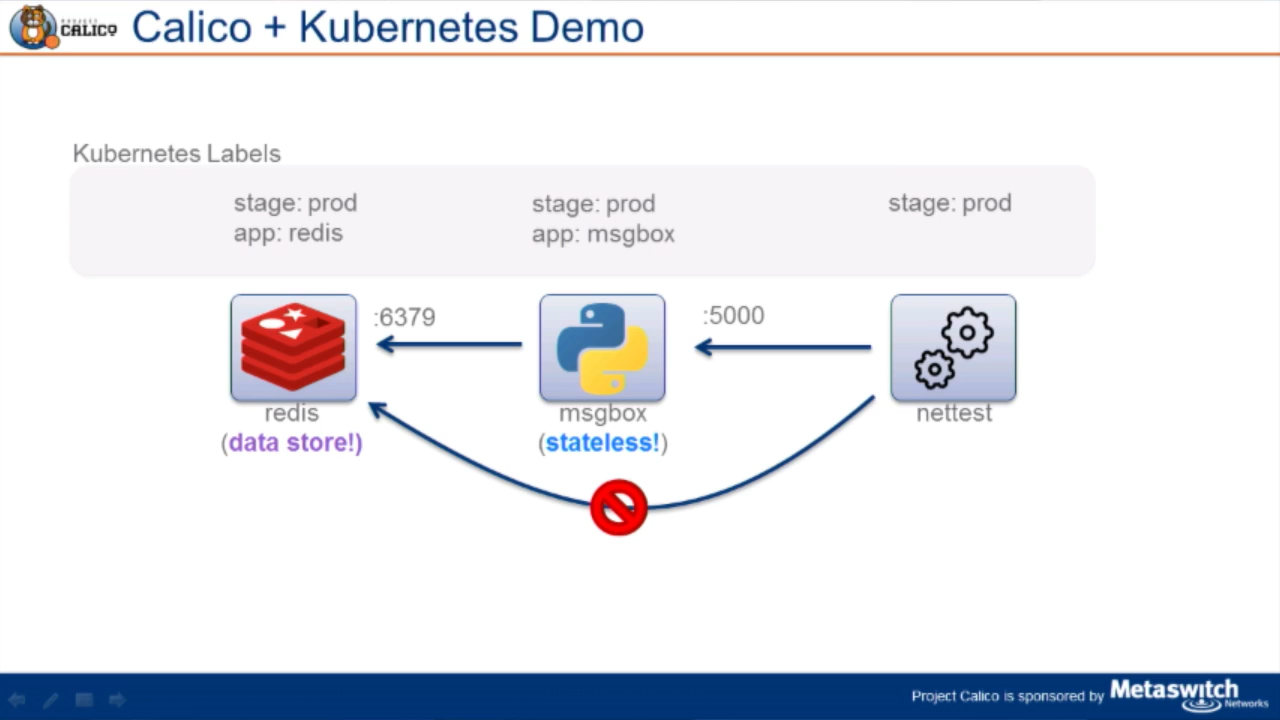 PROJECT
CALICO
Calico + Kubernetes Demo
Kubernetes Labels
stage: prod
app: redis
stage: prod
app: msgbox
stage: prod
:6379
:5000
redis
(data store!)
msgbox
(stateless!)
nettest
Project Calico is sponsored by
Metaswitch
Networks